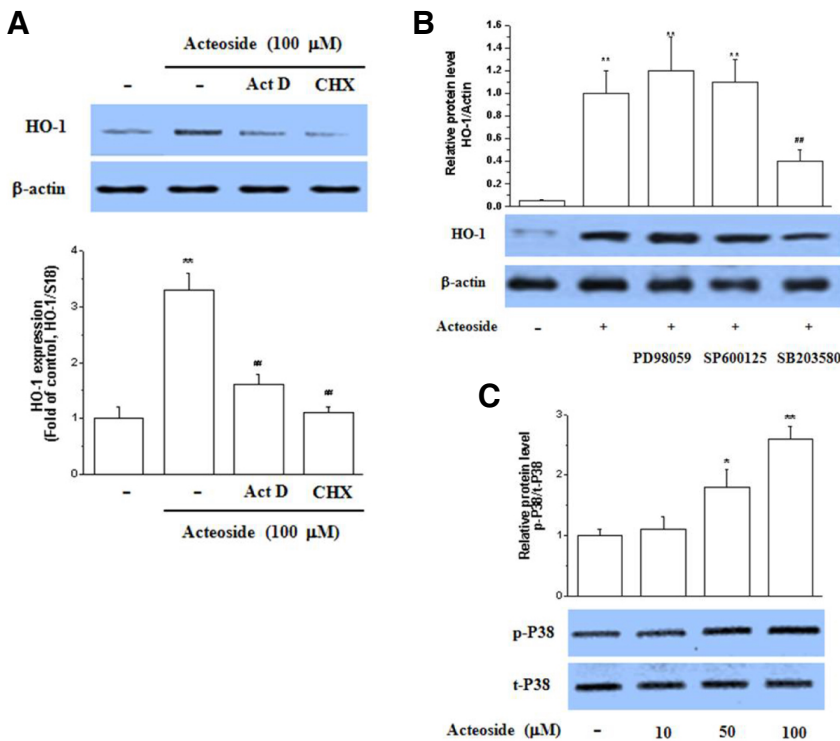 A
Acteoside (100 µM)
– – Act D CHX
HO-1
β-actin
HO-1 expression
(Fold of control, HO-1/S18)
4
3
2
1
0
**
##
##
– – Act D CHX
Acteoside (100 µM)
B
Relative protein level
HO-1/Actin
1.6
1.4
1.2
1.0
0.8
0.6
0.4
0.2
0.0
**
**
**
##
HO-1
β-actin
Acteoside – + + + +
PD98059 SP600125 SB203580
C
Relative protein level
p-P38/t-P38
3
2
1
0
*
**
p-P38
t-P38
Acteoside (µM) – 10 50 100